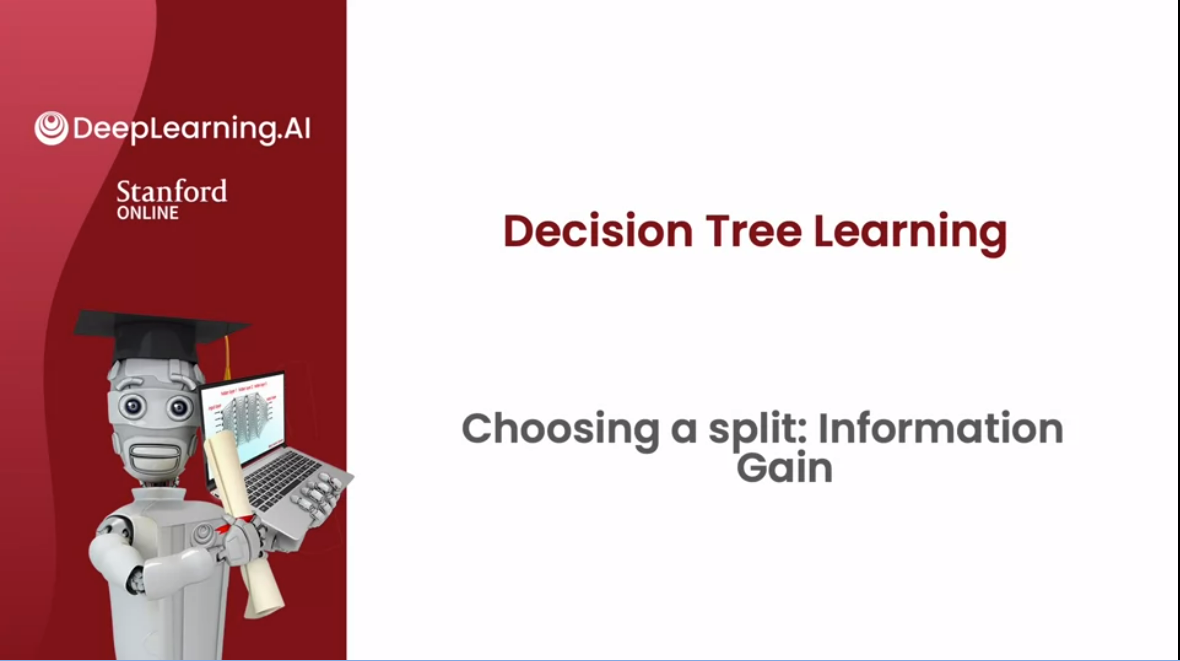 DeepLearning.AI
Stanford
ONLINE
Decision Tree Learning
Choosing a split: Information
Gain